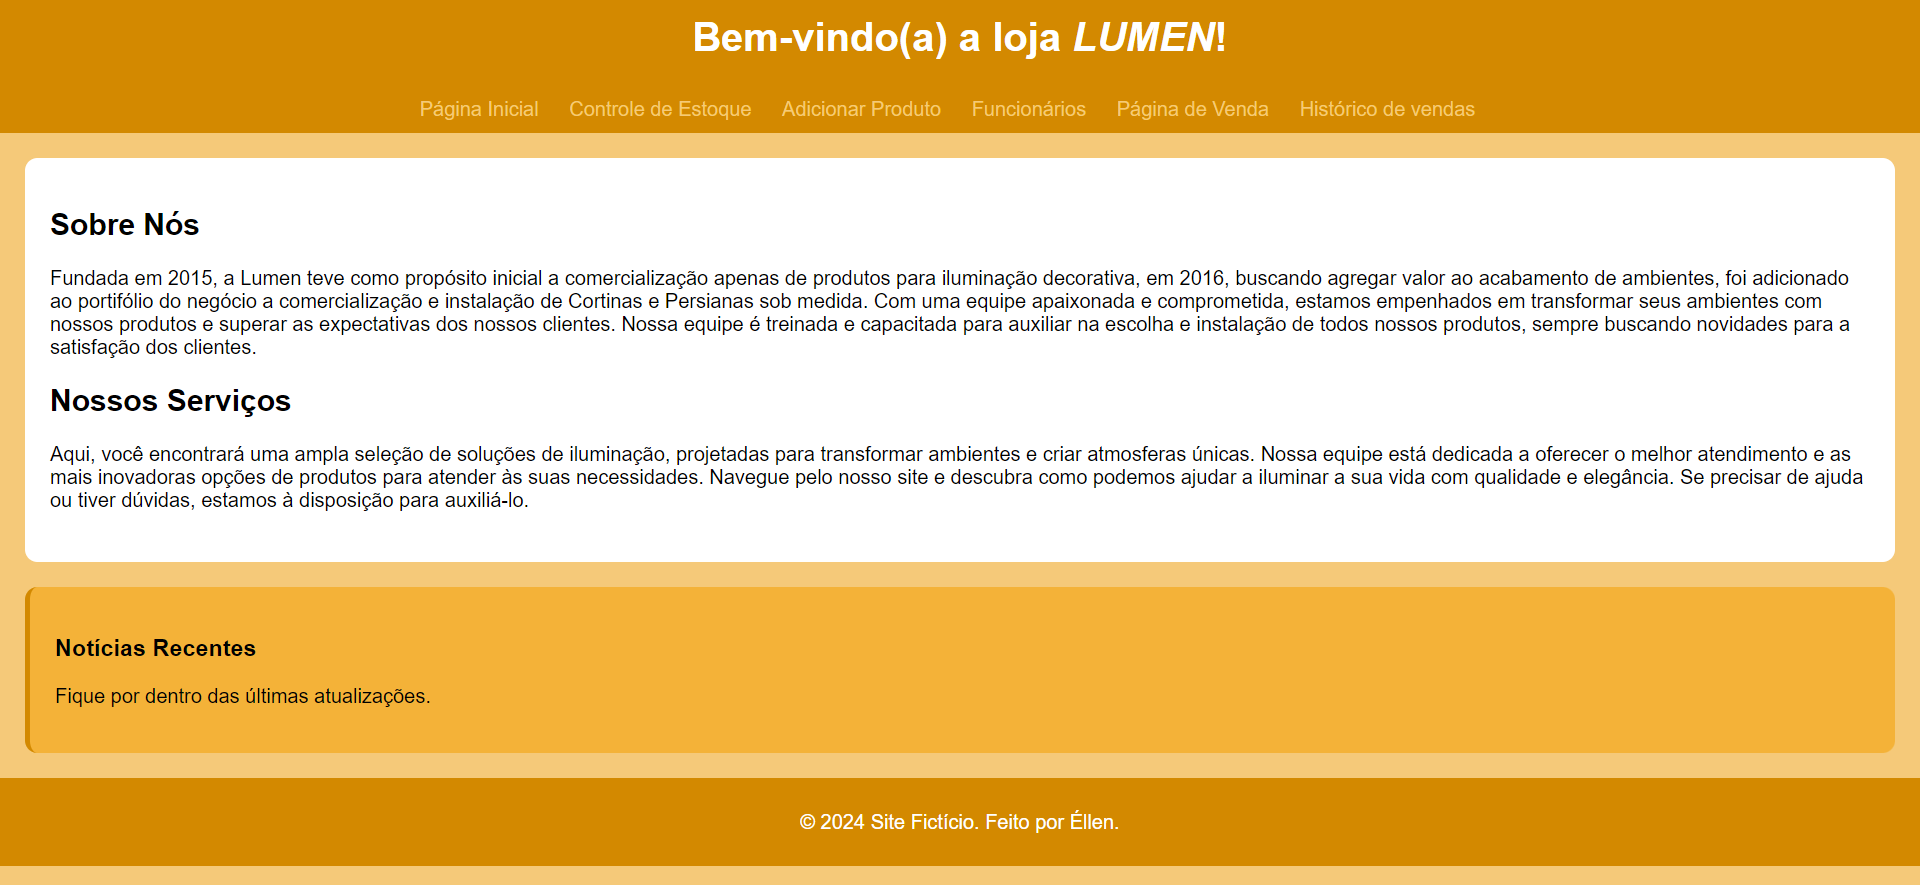 Bem-vindo(a) a loja LUMEN!
Página Inicial Controle de Estoque Adicionar Produto Funcionários Página de Venda Histórico de vendas
Sobre Nós
Fundada em 2015, a Lumen teve como propósito inicial a comercialização apenas de produtos para iluminação decorativa, em 2016, buscando agregar valor ao acabamento de ambientes, foi adicionado
ao portifólio do negócio a comercialização e instalação de Cortinas e Persianas sob medida. Com uma equipe apaixonada e comprometida, estamos empenhados em transformar seus ambientes com
nossos produtos e superar as expectativas dos nossos clientes. Nossa equipe é treinada e capacitada para auxiliar na escolha e instalação de todos nossos produtos, sempre buscando novidades para a
satisfação dos clientes.
Nossos Serviços
Aqui, você encontrará uma ampla seleção de soluções de iluminação, projetadas para transformar ambientes e criar atmosferas únicas. Nossa equipe está dedicada a oferecer o melhor atendimento e as
mais inovadoras opções de produtos para atender às suas necessidades. Navegue pelo nosso site e descubra como podemos ajudar a iluminar a sua vida com qualidade e elegância. Se precisar de ajuda
ou tiver dúvidas, estamos à disposição para auxiliá-lo.
Notícias Recentes
Fique por dentro das últimas atualizações.
© 2024 Site Fictício. Feito por Éllen.